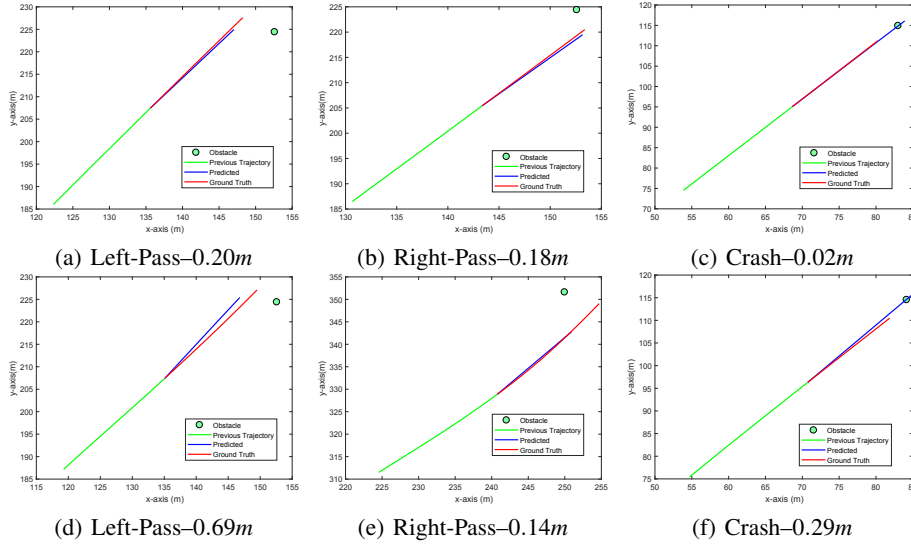 230
225
220
215
210
205
200
195
190
185
y-axis(m)
120 125 130 135 140 145 150 155
x-axis (m)
Obstacle
Previous Trajectory
Predicted
Ground Truth
(a) Left-Pass–0.20m
225
220
215
210
205
200
195
190
185
y-axis(m)
133 143 153
x-axis (m)
Obstacle
Previous Trajectory
Predicted
Ground Truth
(b) Right-Pass–0.18m
120
115
110
105
100
95
90
85
80
75
70
y-axis(m)
50 55 60 65 70 75 80
x-axis (m)
Obstacle
Previous Trajectory
Predicted
Ground Truth
(c) Crash–0.02m
230
225
220
215
210
205
200
195
190
185
y-axis(m)
115 120 125 130 135 140 147 150 155
x-axis (m)
Obstacle
Previous Trajectory
Predicted
Ground Truth
(d) Left-Pass–0.69m
355
350
345
340
335
330
325
320
315
310
y-axis(m)
220 225 230 235 240 245 250 255
x-axis (m)
Obstacle
Previous Trajectory
Predicted
Ground Truth
(e) Right-Pass–0.14m
120
115
110
105
100
95
90
85
80
75
y-axis(m)
50 55 60 65 70 75 80
x-axis (m)
Obstacle
Previous Trajectory
Predicted
Ground Truth
(f) Crash–0.29m